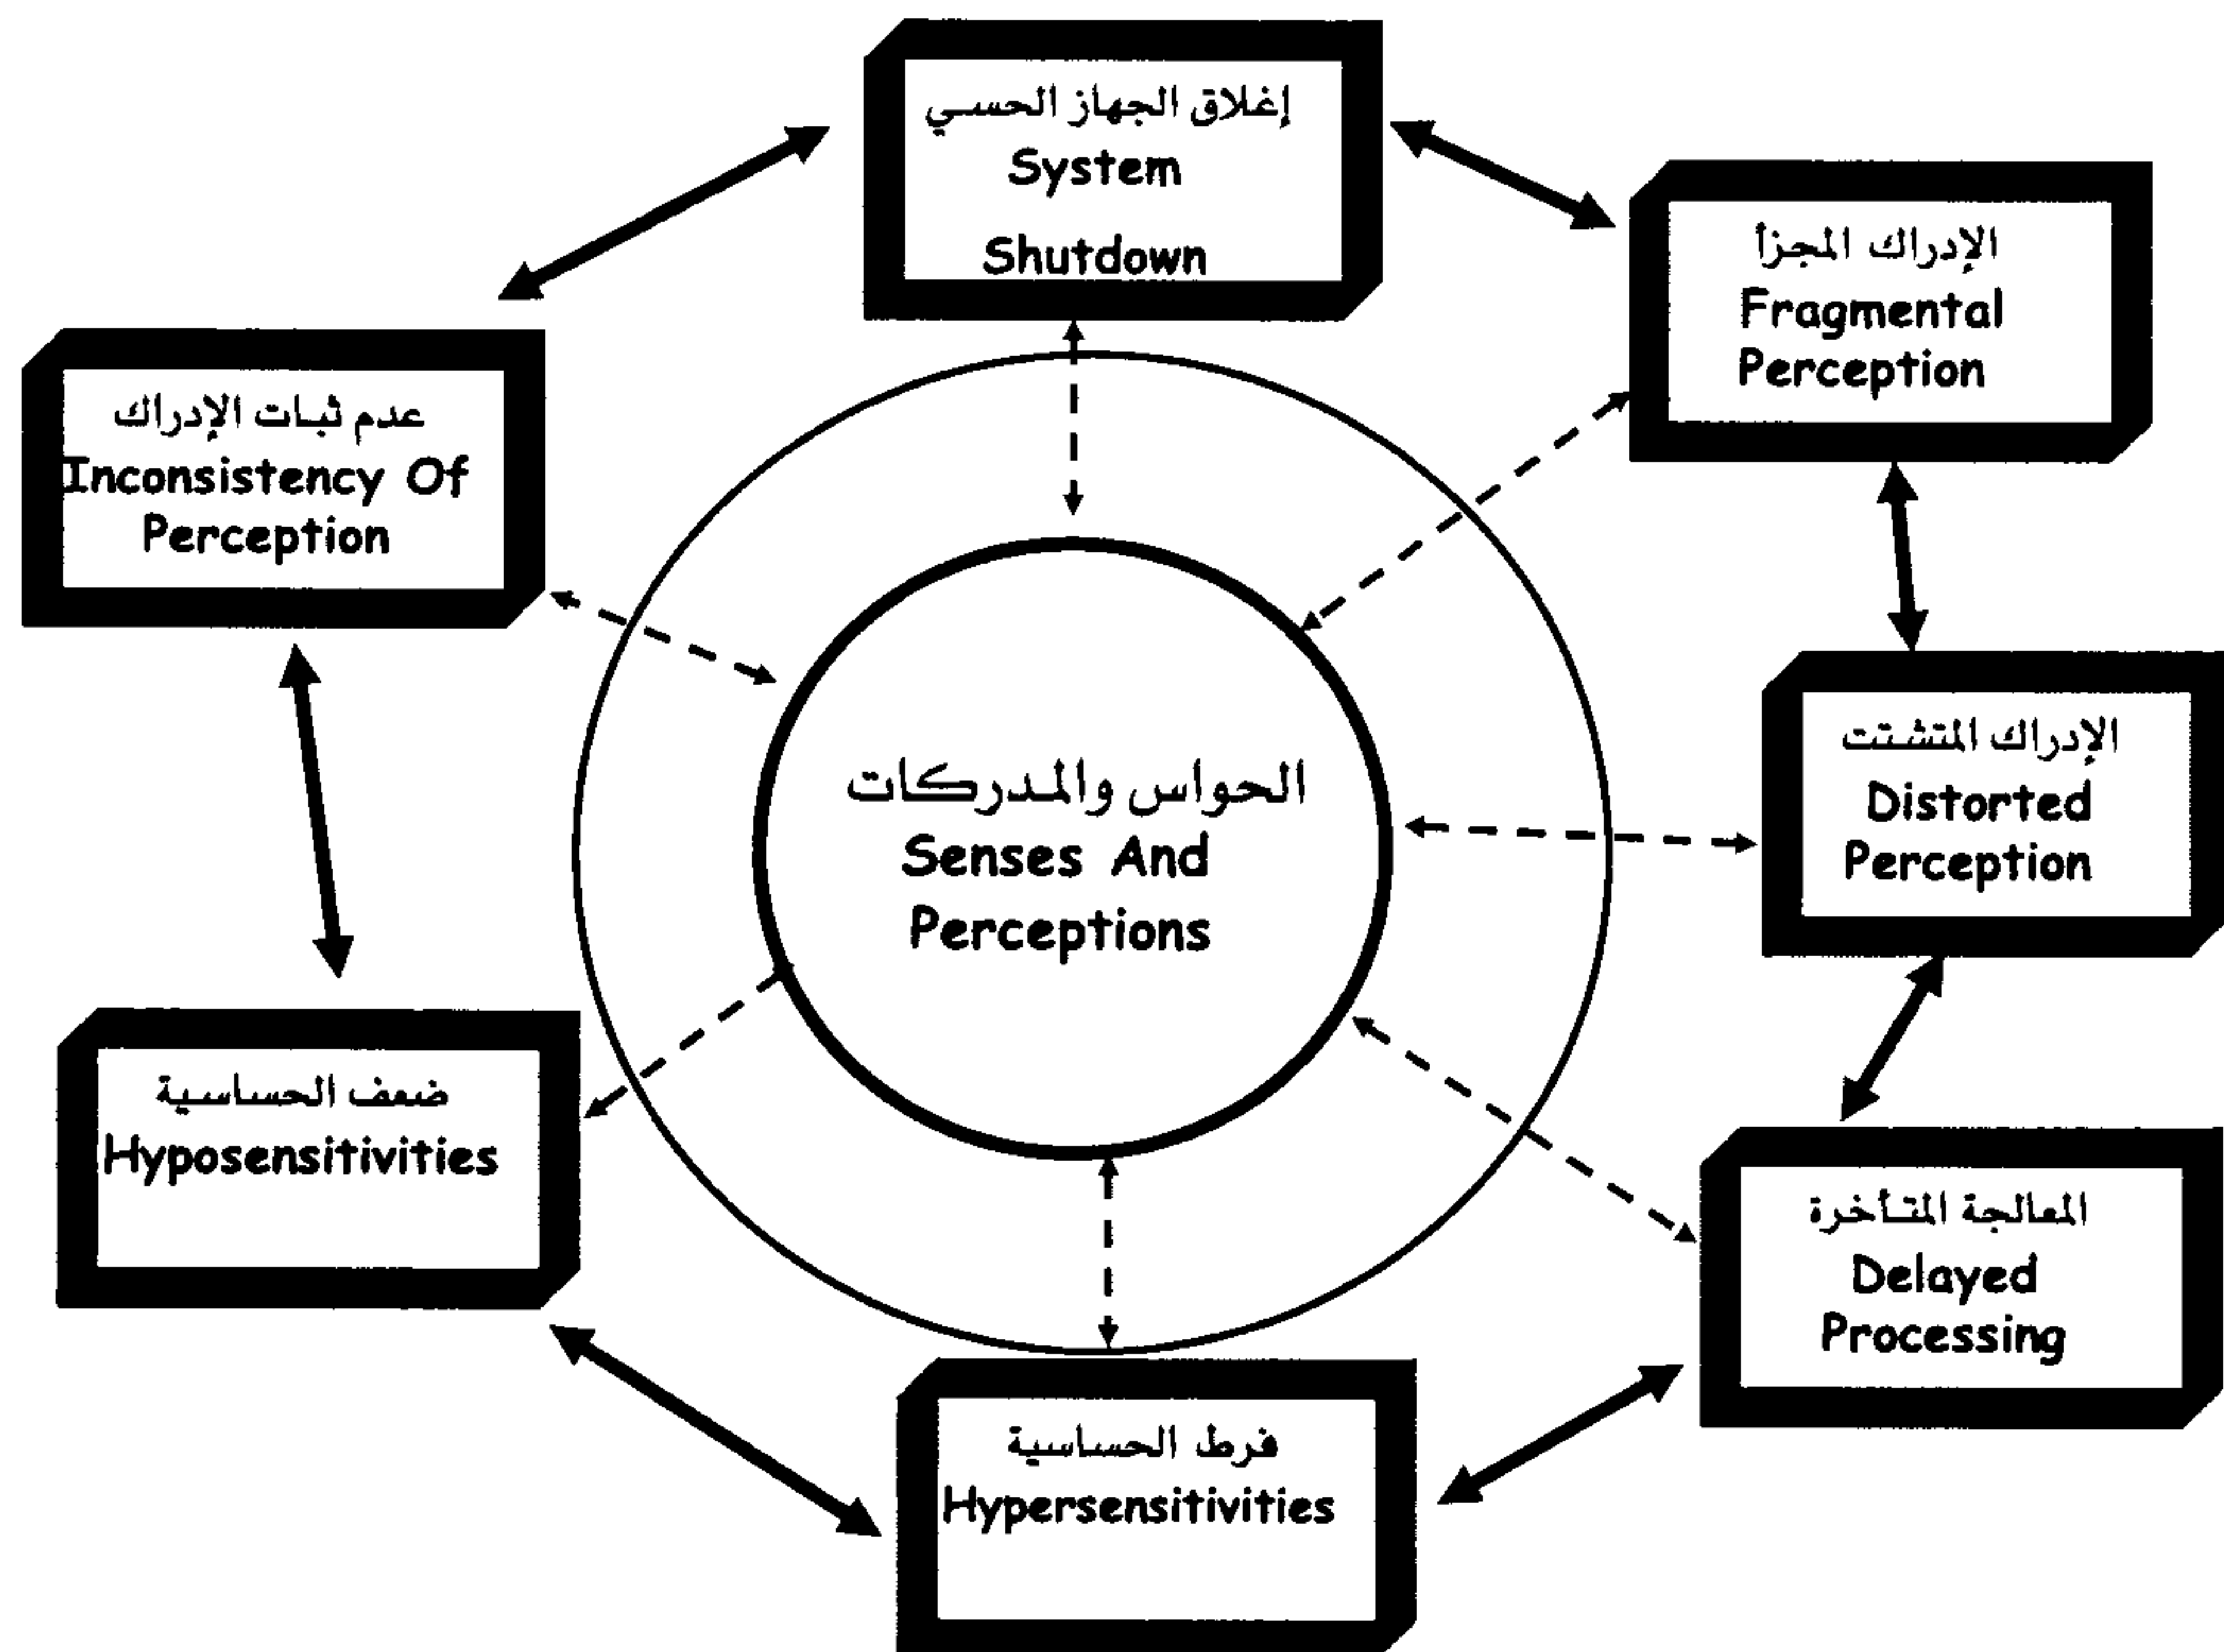 إغلاق الجهاز الحسي
System
Shutdown
الإدراك المجزأ
Fragmental
Perception
عدم ثبات الإدراك
Inconsistency Of
Perception
الإدراك المتشتت
Distorted
Perception
الحواس والمدركات
Senses And
Perceptions
ضعف الحساسية
Hyposensitivities
المعالجة المتأخرة
Delayed
Processing
فرط الحساسية
Hypersensitivities